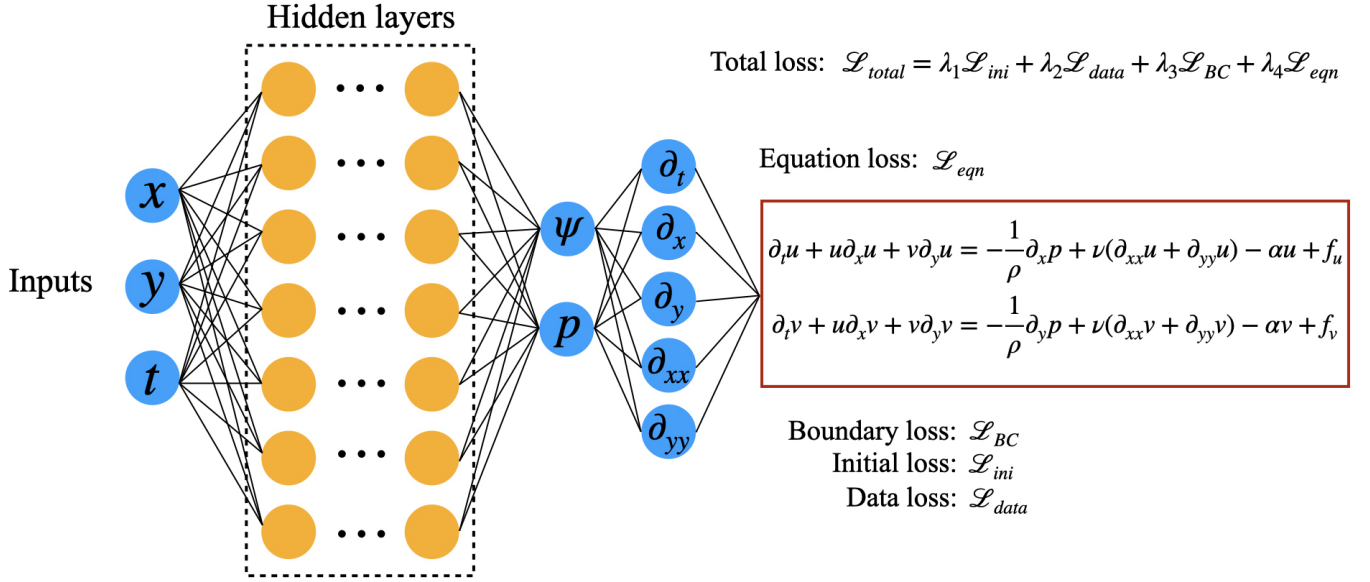 Hidden layers
Total loss: ℒ_total = λ₁ℒ_ini + λ₂ℒ_data + λ₃ℒ_BC + λ₄ℒ_eqn
Inputs
x
y
t
ψ
p
∂_t
∂_x
∂_y
∂_xx
∂_yy
Equation loss: ℒ_eqn
∂_t u + u∂_x u + v∂_y u = −(1/ρ)∂_x p + ν(∂_xx u + ∂_yy u) − αu + f_u
∂_t v + u∂_x v + v∂_y v = −(1/ρ)∂_y p + ν(∂_xx v + ∂_yy v) − αv + f_v
Boundary loss: ℒ_BC
Initial loss: ℒ_ini
Data loss: ℒ_data